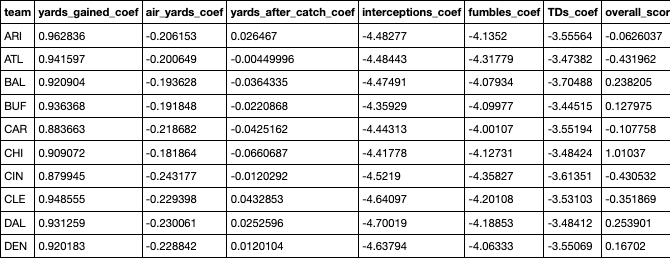 team yards_gained_coef air_yards_coef yards_after_catch_coef interceptions_coef fumbles_coef TDs_coef overall_scor
ARI 0.962836 -0.206153 0.026467 -4.48277 -4.1352 -3.55564 -0.0626037
ATL 0.941597 -0.200649 -0.00449996 -4.48443 -4.31779 -3.47382 -0.431962
BAL 0.920904 -0.193628 -0.0364335 -4.47491 -4.07934 -3.70488 0.238205
BUF 0.936368 -0.191848 -0.0220868 -4.35929 -4.09977 -3.44515 0.127975
CAR 0.883663 -0.218682 -0.0425162 -4.44313 -4.00107 -3.55194 -0.107758
CHI 0.909072 -0.181864 -0.0660687 -4.41778 -4.12731 -3.48424 1.01037
CIN 0.879945 -0.243177 -0.0120292 -4.5219 -4.35827 -3.61351 -0.430532
CLE 0.948555 -0.229398 0.0432853 -4.64097 -4.20108 -3.53103 -0.351869
DAL 0.931259 -0.230061 0.0252596 -4.70019 -4.18853 -3.48412 0.253901
DEN 0.920183 -0.228842 0.0120104 -4.63794 -4.06333 -3.55069 0.16702